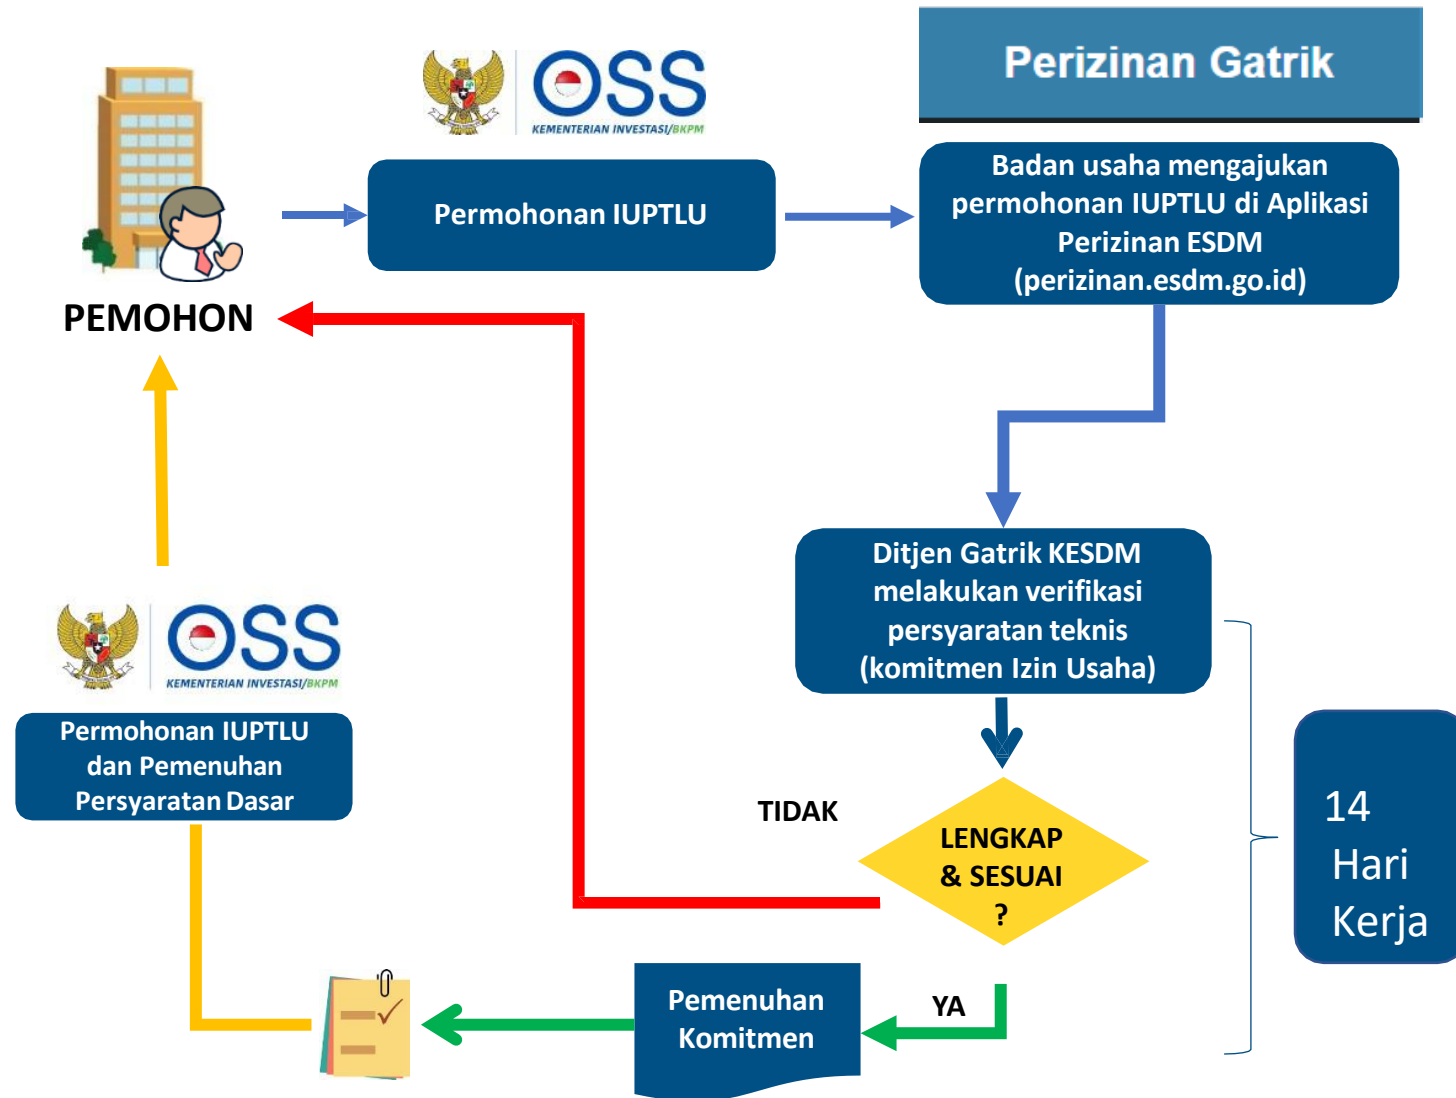 OSS
KEMENTERIAN INVESTASI/BKPM
Perizinan Gatrik
Permohonan IUPTLU
Badan usaha mengajukan
permohonan IUPTLU di Aplikasi
Perizinan ESDM
(perizinan.esdm.go.id)
PEMOHON
Ditjen Gatrik KESDM
melakukan verifikasi
persyaratan teknis
(komitmen Izin Usaha)
OSS
KEMENTERIAN INVESTASI/BKPM
Permohonan IUPTLU
dan Pemenuhan
Persyaratan Dasar
TIDAK
LENGKAP
& SESUAI
?
14
Hari
Kerja
YA
Pemenuhan
Komitmen